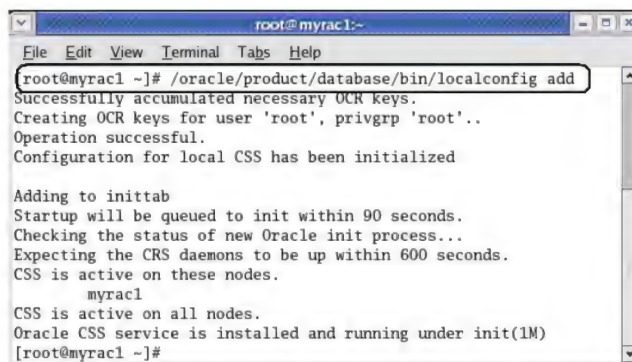 root@myrac1:~
File Edit View Terminal Tabs Help
[root@myrac1 ~]# /oracle/product/database/bin/localconfig add
Successfully accumulated necessary OCR keys.
Creating OCR keys for user 'root', privgrp 'root'..
Operation successful.
Configuration for local CSS has been initialized
Adding to inittab
Startup will be queued to init within 90 seconds.
Checking the status of new Oracle init process...
Expecting the CRS daemons to be up within 600 seconds.
CSS is active on these nodes.
myrac1
CSS is active on all nodes.
Oracle CSS service is installed and running under init(1M)
[root@myrac1 ~]#